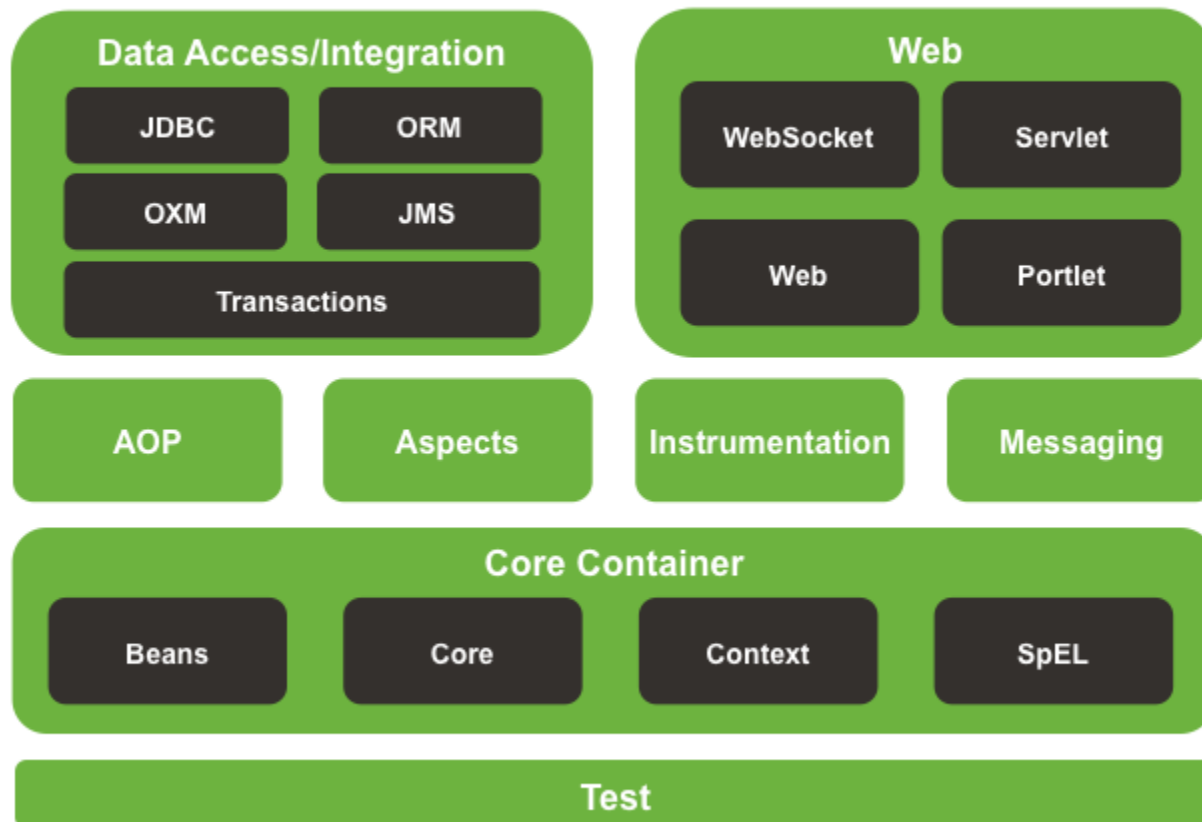 Data Access/Integration
JDBC
ORM
OXM
JMS
Transactions
Web
WebSocket
Servlet
Web
Portlet
AOP
Aspects
Instrumentation
Messaging
Core Container
Beans
Core
Context
SpEL
Test